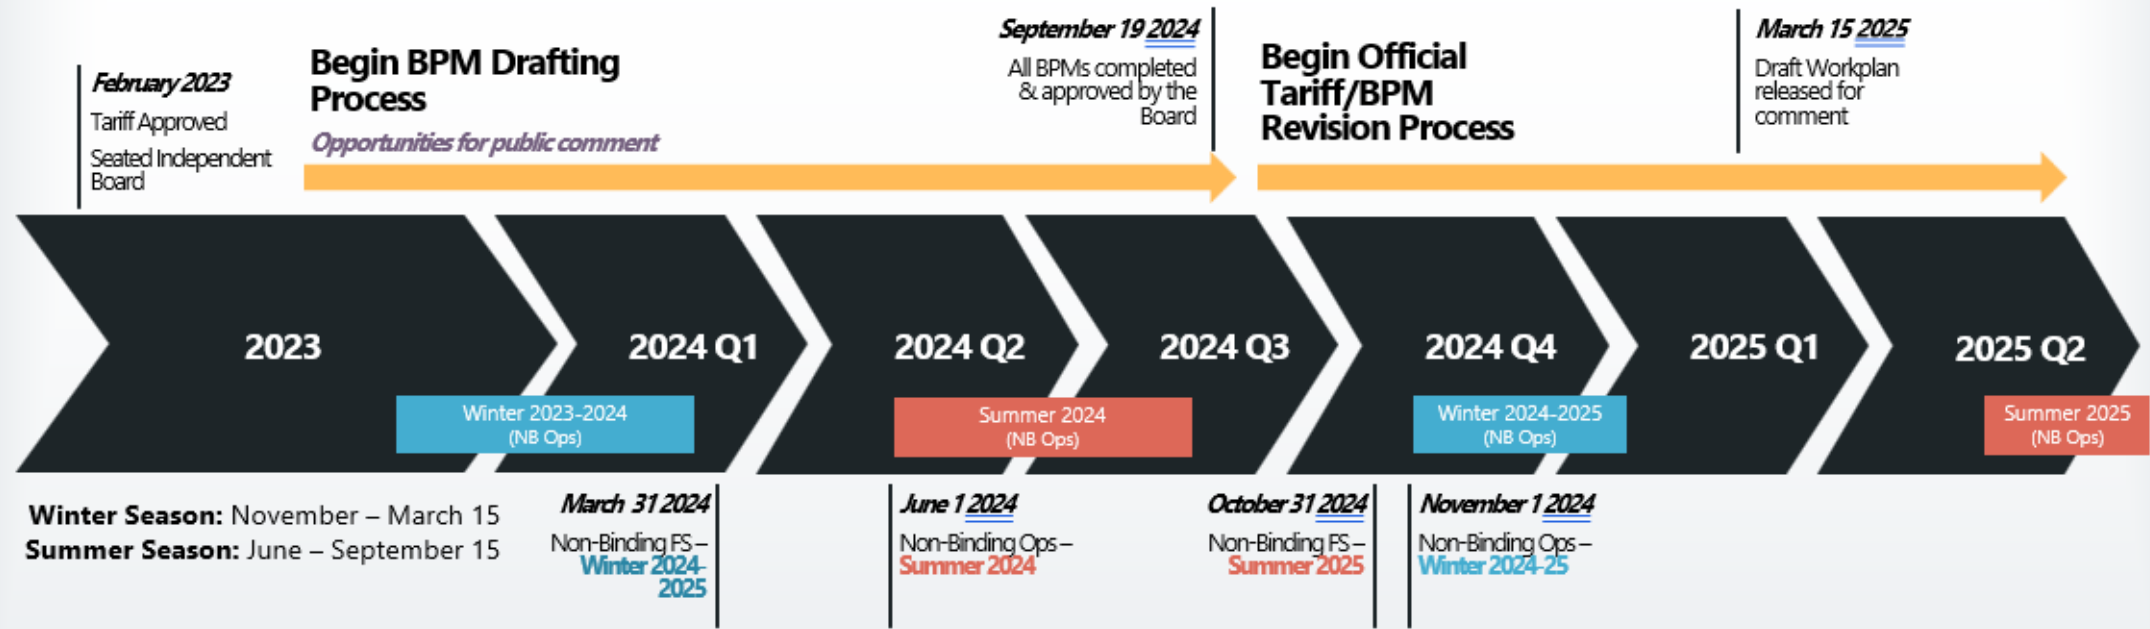 February 2023
Tariff Approved
Seated Independent
Board
Begin BPM Drafting
Process
Opportunities for public comment
September 19 2024
All BPMs completed
& approved by the
Board
Begin Official
Tariff/BPM
Revision Process
March 15 2025
Draft Workplan
released for
comment
2023
2024 Q1
2024 Q2
2024 Q3
2024 Q4
2025 Q1
2025 Q2
Winter 2023-2024
(NB Ops)
Summer 2024
(NB Ops)
Winter 2024-2025
(NB Ops)
Summer 2025
(NB Ops)
Winter Season: November – March 15
Summer Season: June – September 15
March 31 2024
Non-Binding FS –
Winter 2024-
2025
June 1 2024
Non-Binding Ops –
Summer 2024
October 31 2024
Non-Binding FS –
Summer 2025
November 1 2024
Non-Binding Ops –
Winter 2024-25